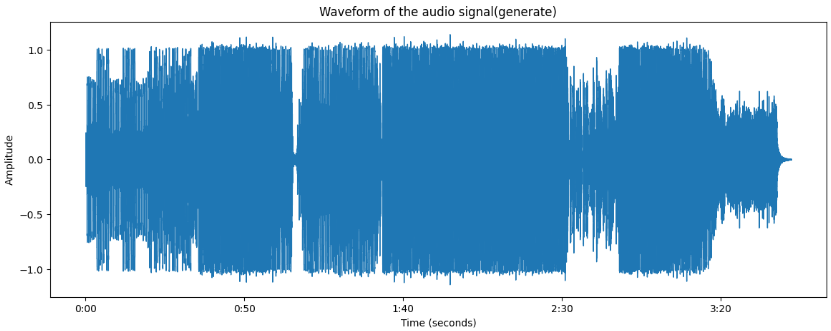 Waveform of the audio signal(generate)
1.0
0.5
0.0
−0.5
−1.0
Amplitude
0:00 0:50 1:40 2:30 3:20
Time (seconds)